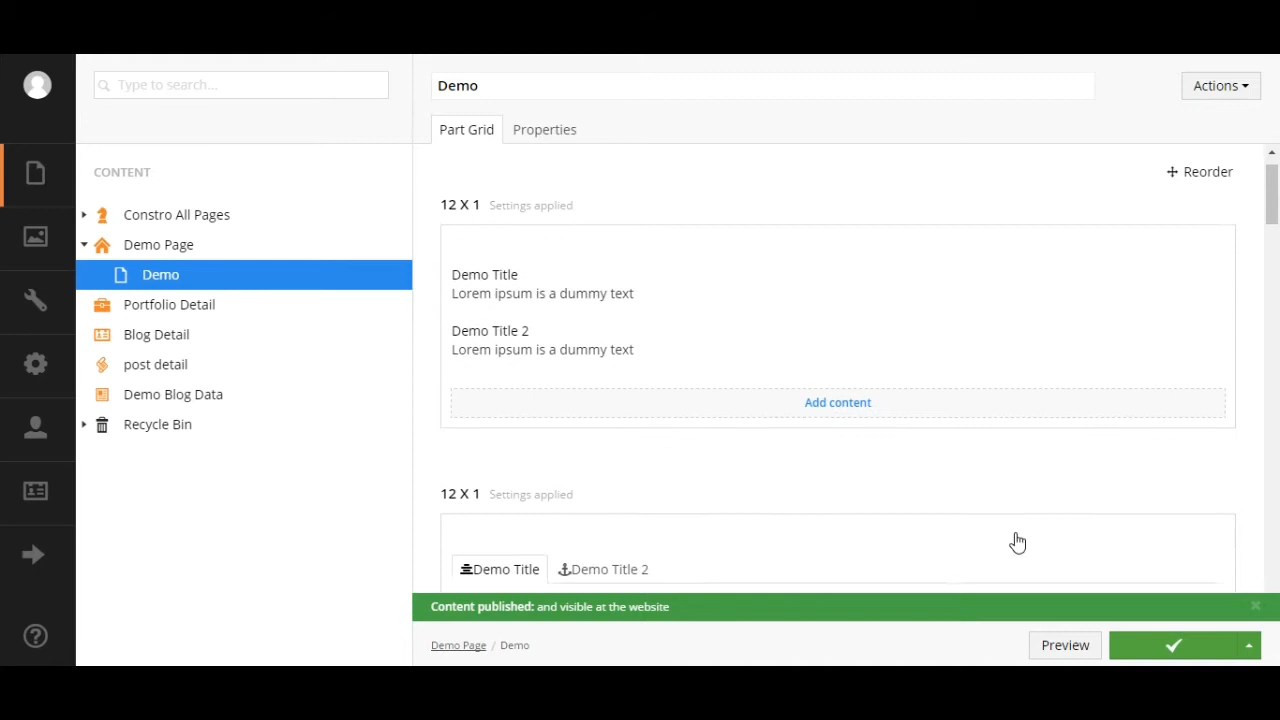 Type to search...
Demo
Actions
Part Grid
Properties
CONTENT
Constro All Pages
Demo Page
Demo
Portfolio Detail
Blog Detail
post detail
Demo Blog Data
Recycle Bin
Reorder
12 X 1 Settings applied
Demo Title
Lorem ipsum is a dummy text
Demo Title 2
Lorem ipsum is a dummy text
Add content
12 X 1 Settings applied
Demo Title
Demo Title 2
Content published: and visible at the website
Demo Page / Demo
Preview